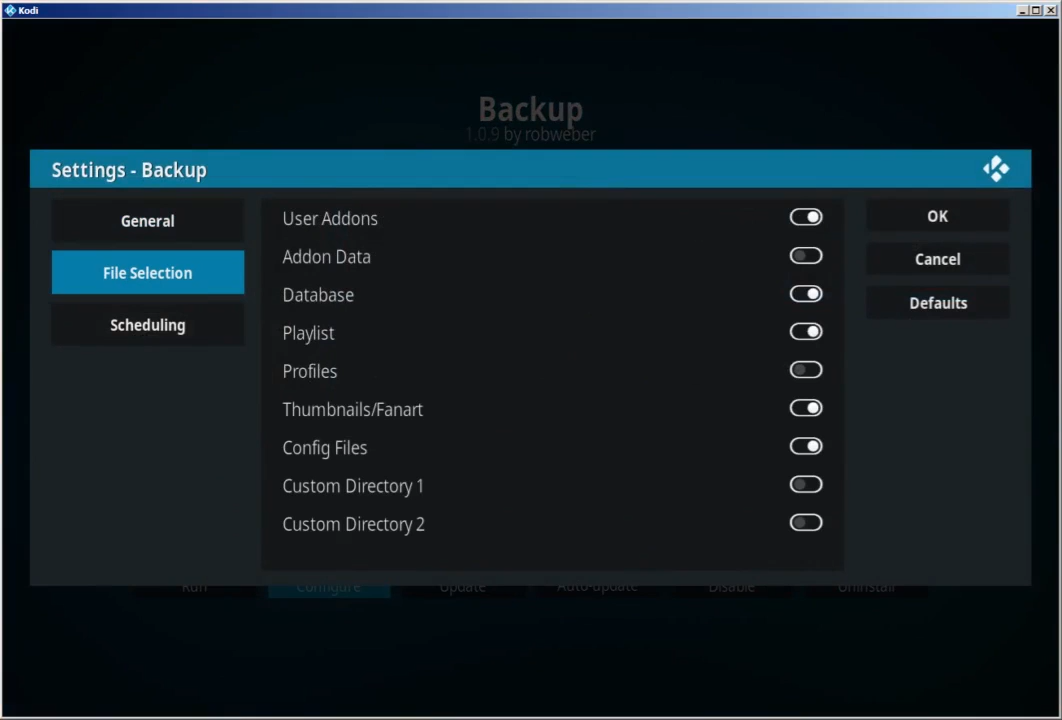 Kodi
Backup
1.0.9 by robweber
Settings - Backup
General
File Selection
Scheduling
User Addons
Addon Data
Database
Playlist
Profiles
Thumbnails/Fanart
Config Files
Custom Directory 1
Custom Directory 2
OK
Cancel
Defaults
Run Configure Update Auto-update Disable Uninstall